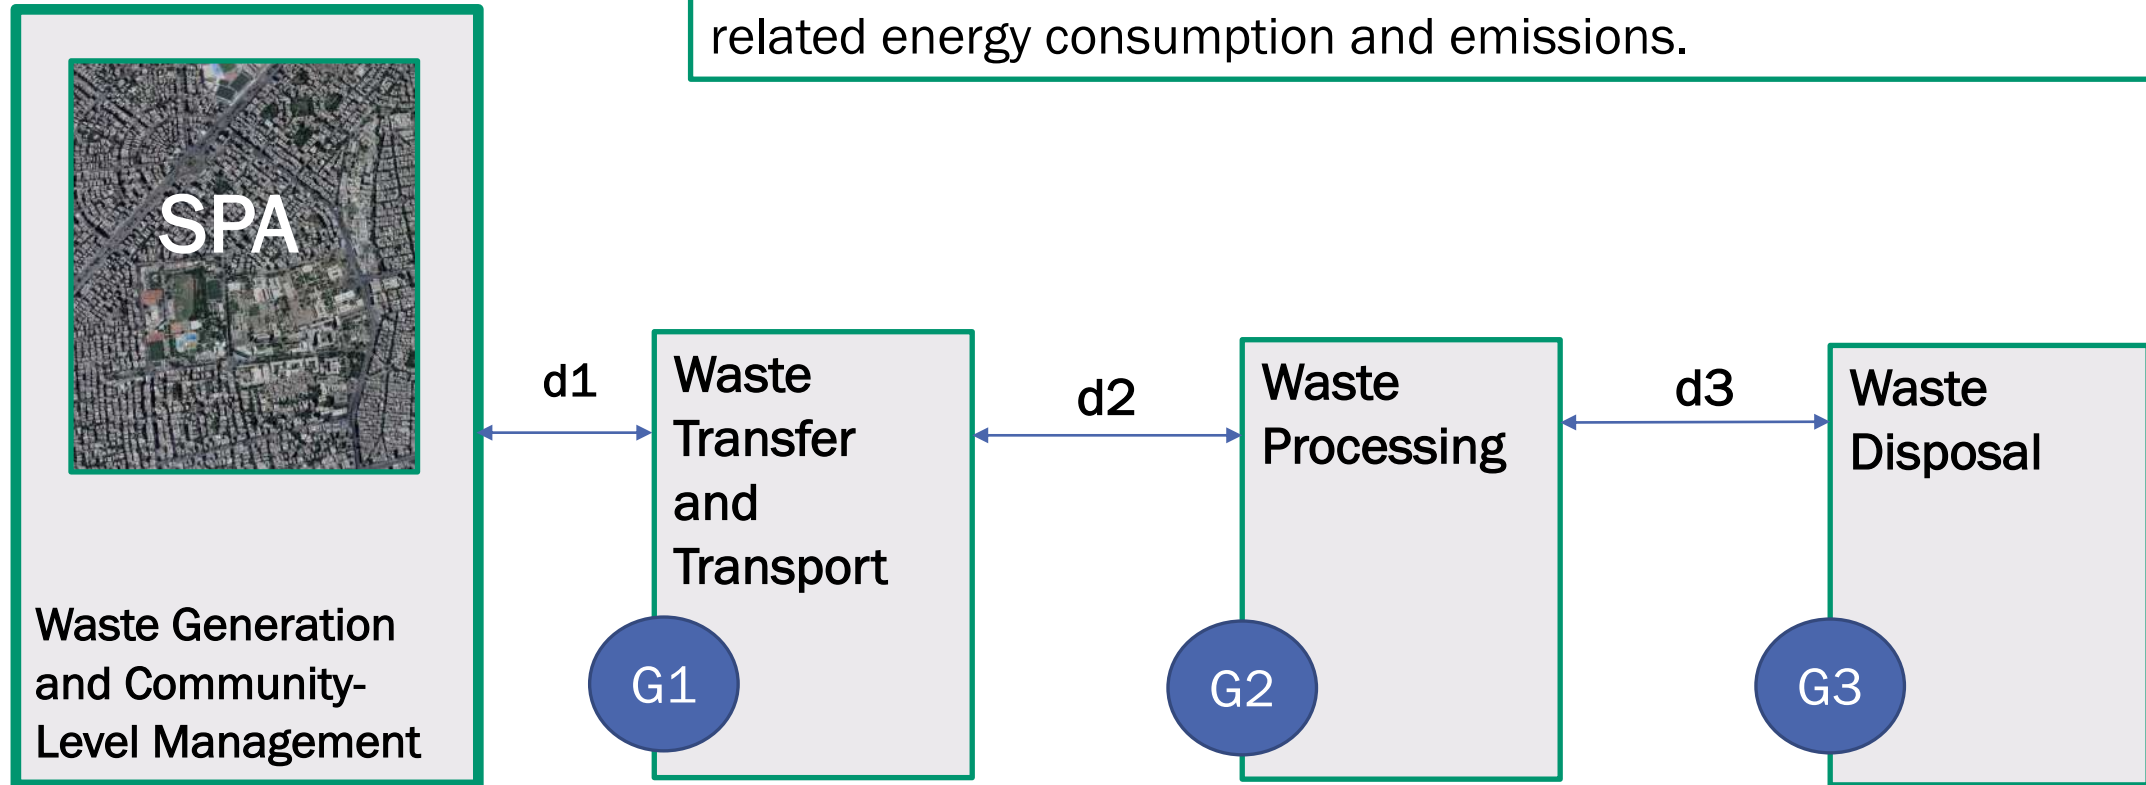 related energy consumption and emissions.
SPA
Waste Generation
and Community-
Level Management
d1
Waste
Transfer
and
Transport
G1
d2
Waste
Processing
G2
d3
Waste
Disposal
G3